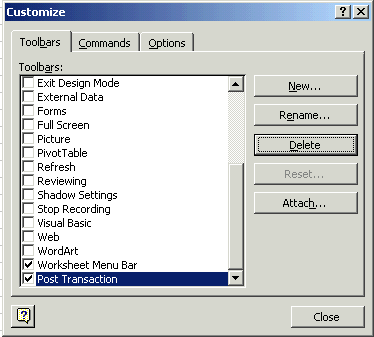 Customize
Toolbars Commands Options
Toolbars:
Exit Design Mode
External Data
Forms
Full Screen
Picture
PivotTable
Refresh
Reviewing
Shadow Settings
Stop Recording
Visual Basic
Web
WordArt
Worksheet Menu Bar
Post Transaction
New...
Rename...
Delete
Reset...
Attach...
Close